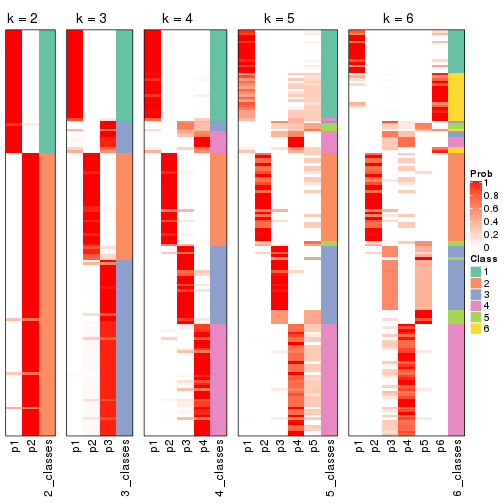 k = 2
k = 3
k = 4
k = 5
k = 6
p1
p2
2_classes
p1
p2
p3
3_classes
p1
p2
p3
p4
4_classes
p1
p2
p3
p4
p5
5_classes
p1
p2
p3
p4
p5
p6
6_classes
Prob
1
0.8
0.6
0.4
0.2
0
Class
1
2
3
4
5
6